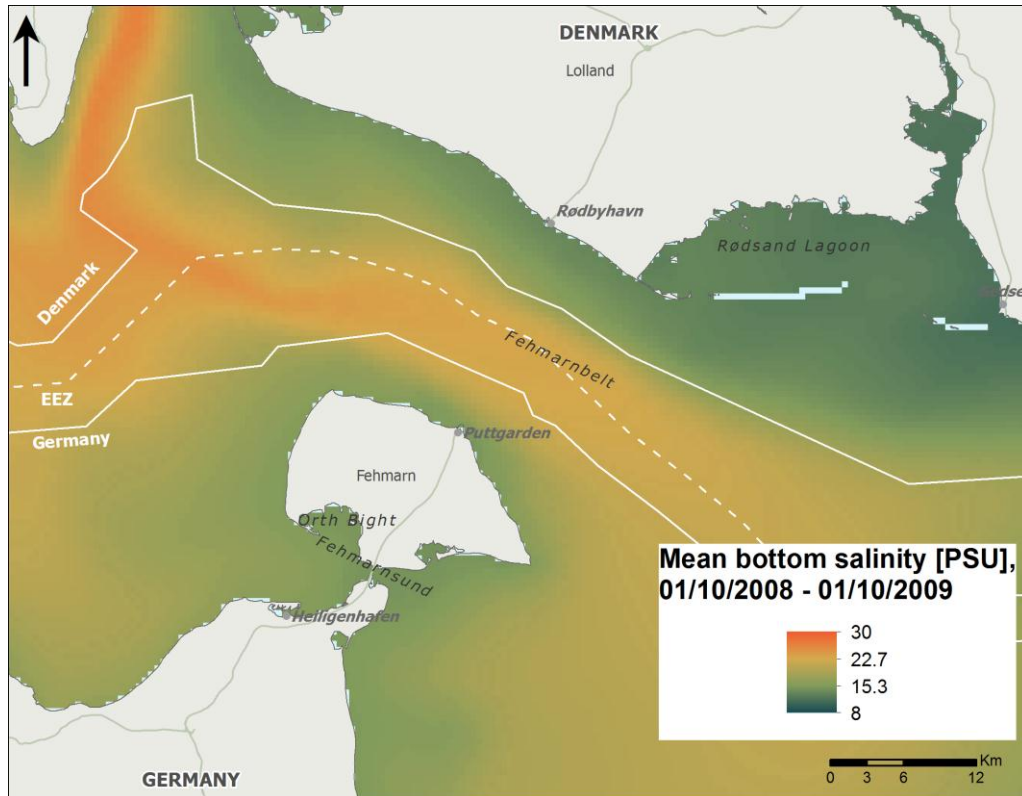 DENMARK
Lolland
Rødbyhavn
Rødsand Lagoon
Denmark
Fehmarnbelt
EEZ
Germany
Puttgarden
Fehmarn
Orth Bight
Fehmarnsund
Heiligenhafen
GERMANY
Mean bottom salinity [PSU],
01/10/2008 - 01/10/2009
30
22.7
15.3
8
Km
0 3 6 12